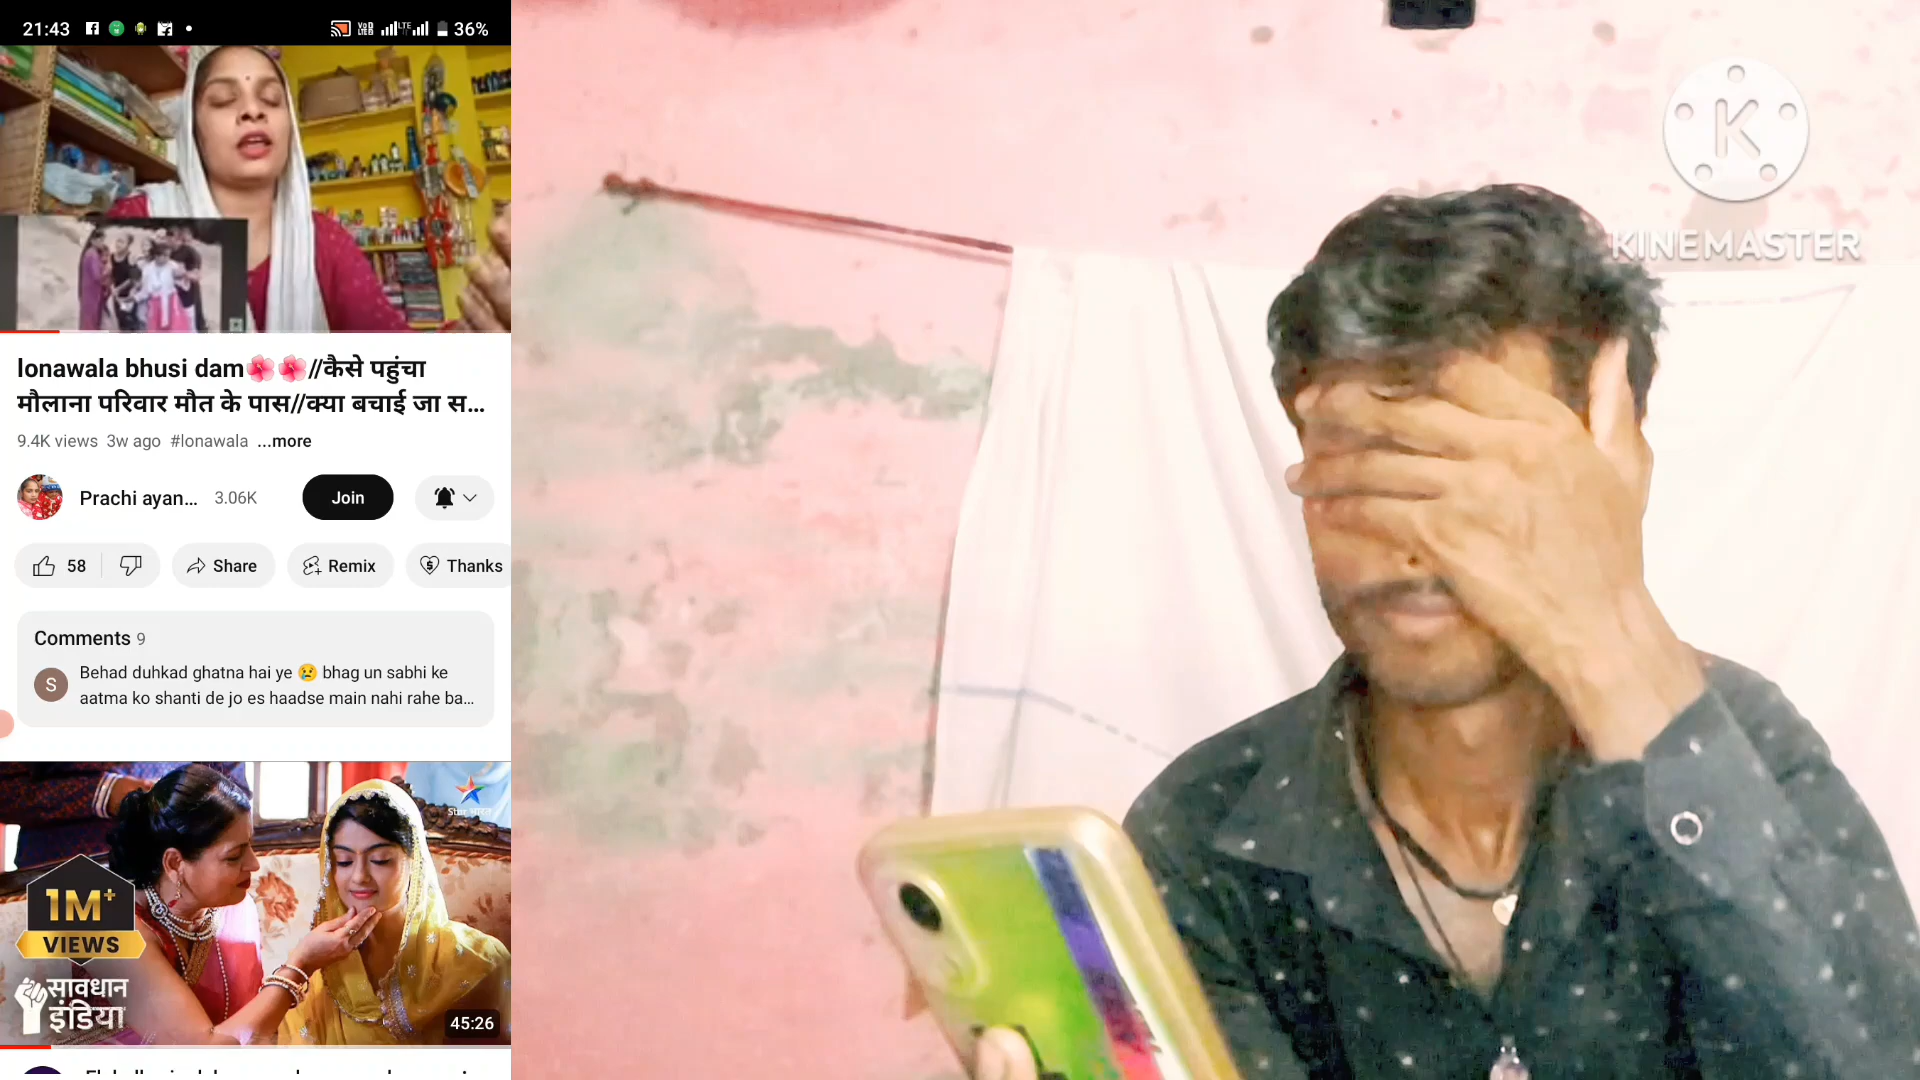 21:43
36%
K
KINEMASTER
lonawala bhusi dam🌺🌺//कैसे पहुंचा
मौलाना परिवार मौत के पास//क्या बचाई जा स...
9.4K views 3w ago #lonawala ...more
Prachi ayan... 3.06K
Join
58
Share
Remix
Thanks
Comments 9
S
Behad duhkad ghatna hai ye 😢 bhag un sabhi ke
aatma ko shanti de jo es haadse main nahi rahe ba...
Star भारत
1M+
VIEWS
सावधान
इंडिया
45:26